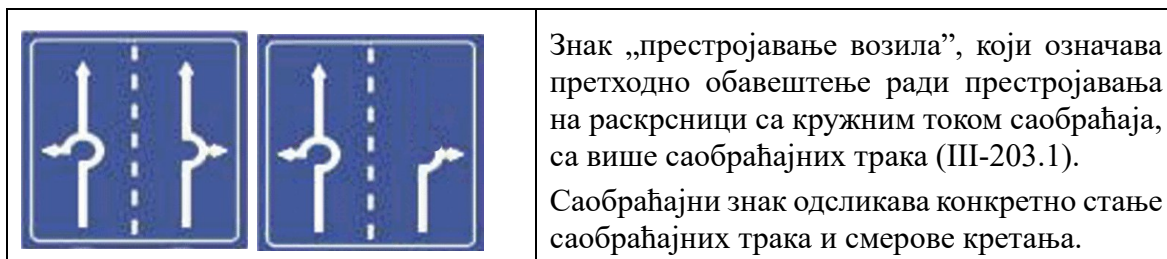 Знак „престројавање возила”, који означава
претходно обавештење ради престројавања
на раскрсници са кружним током саобраћаја,
са више саобраћајних трака (III-203.1).
Саобраћајни знак одсликава конкретно стање
саобраћајних трака и смерове кретања.